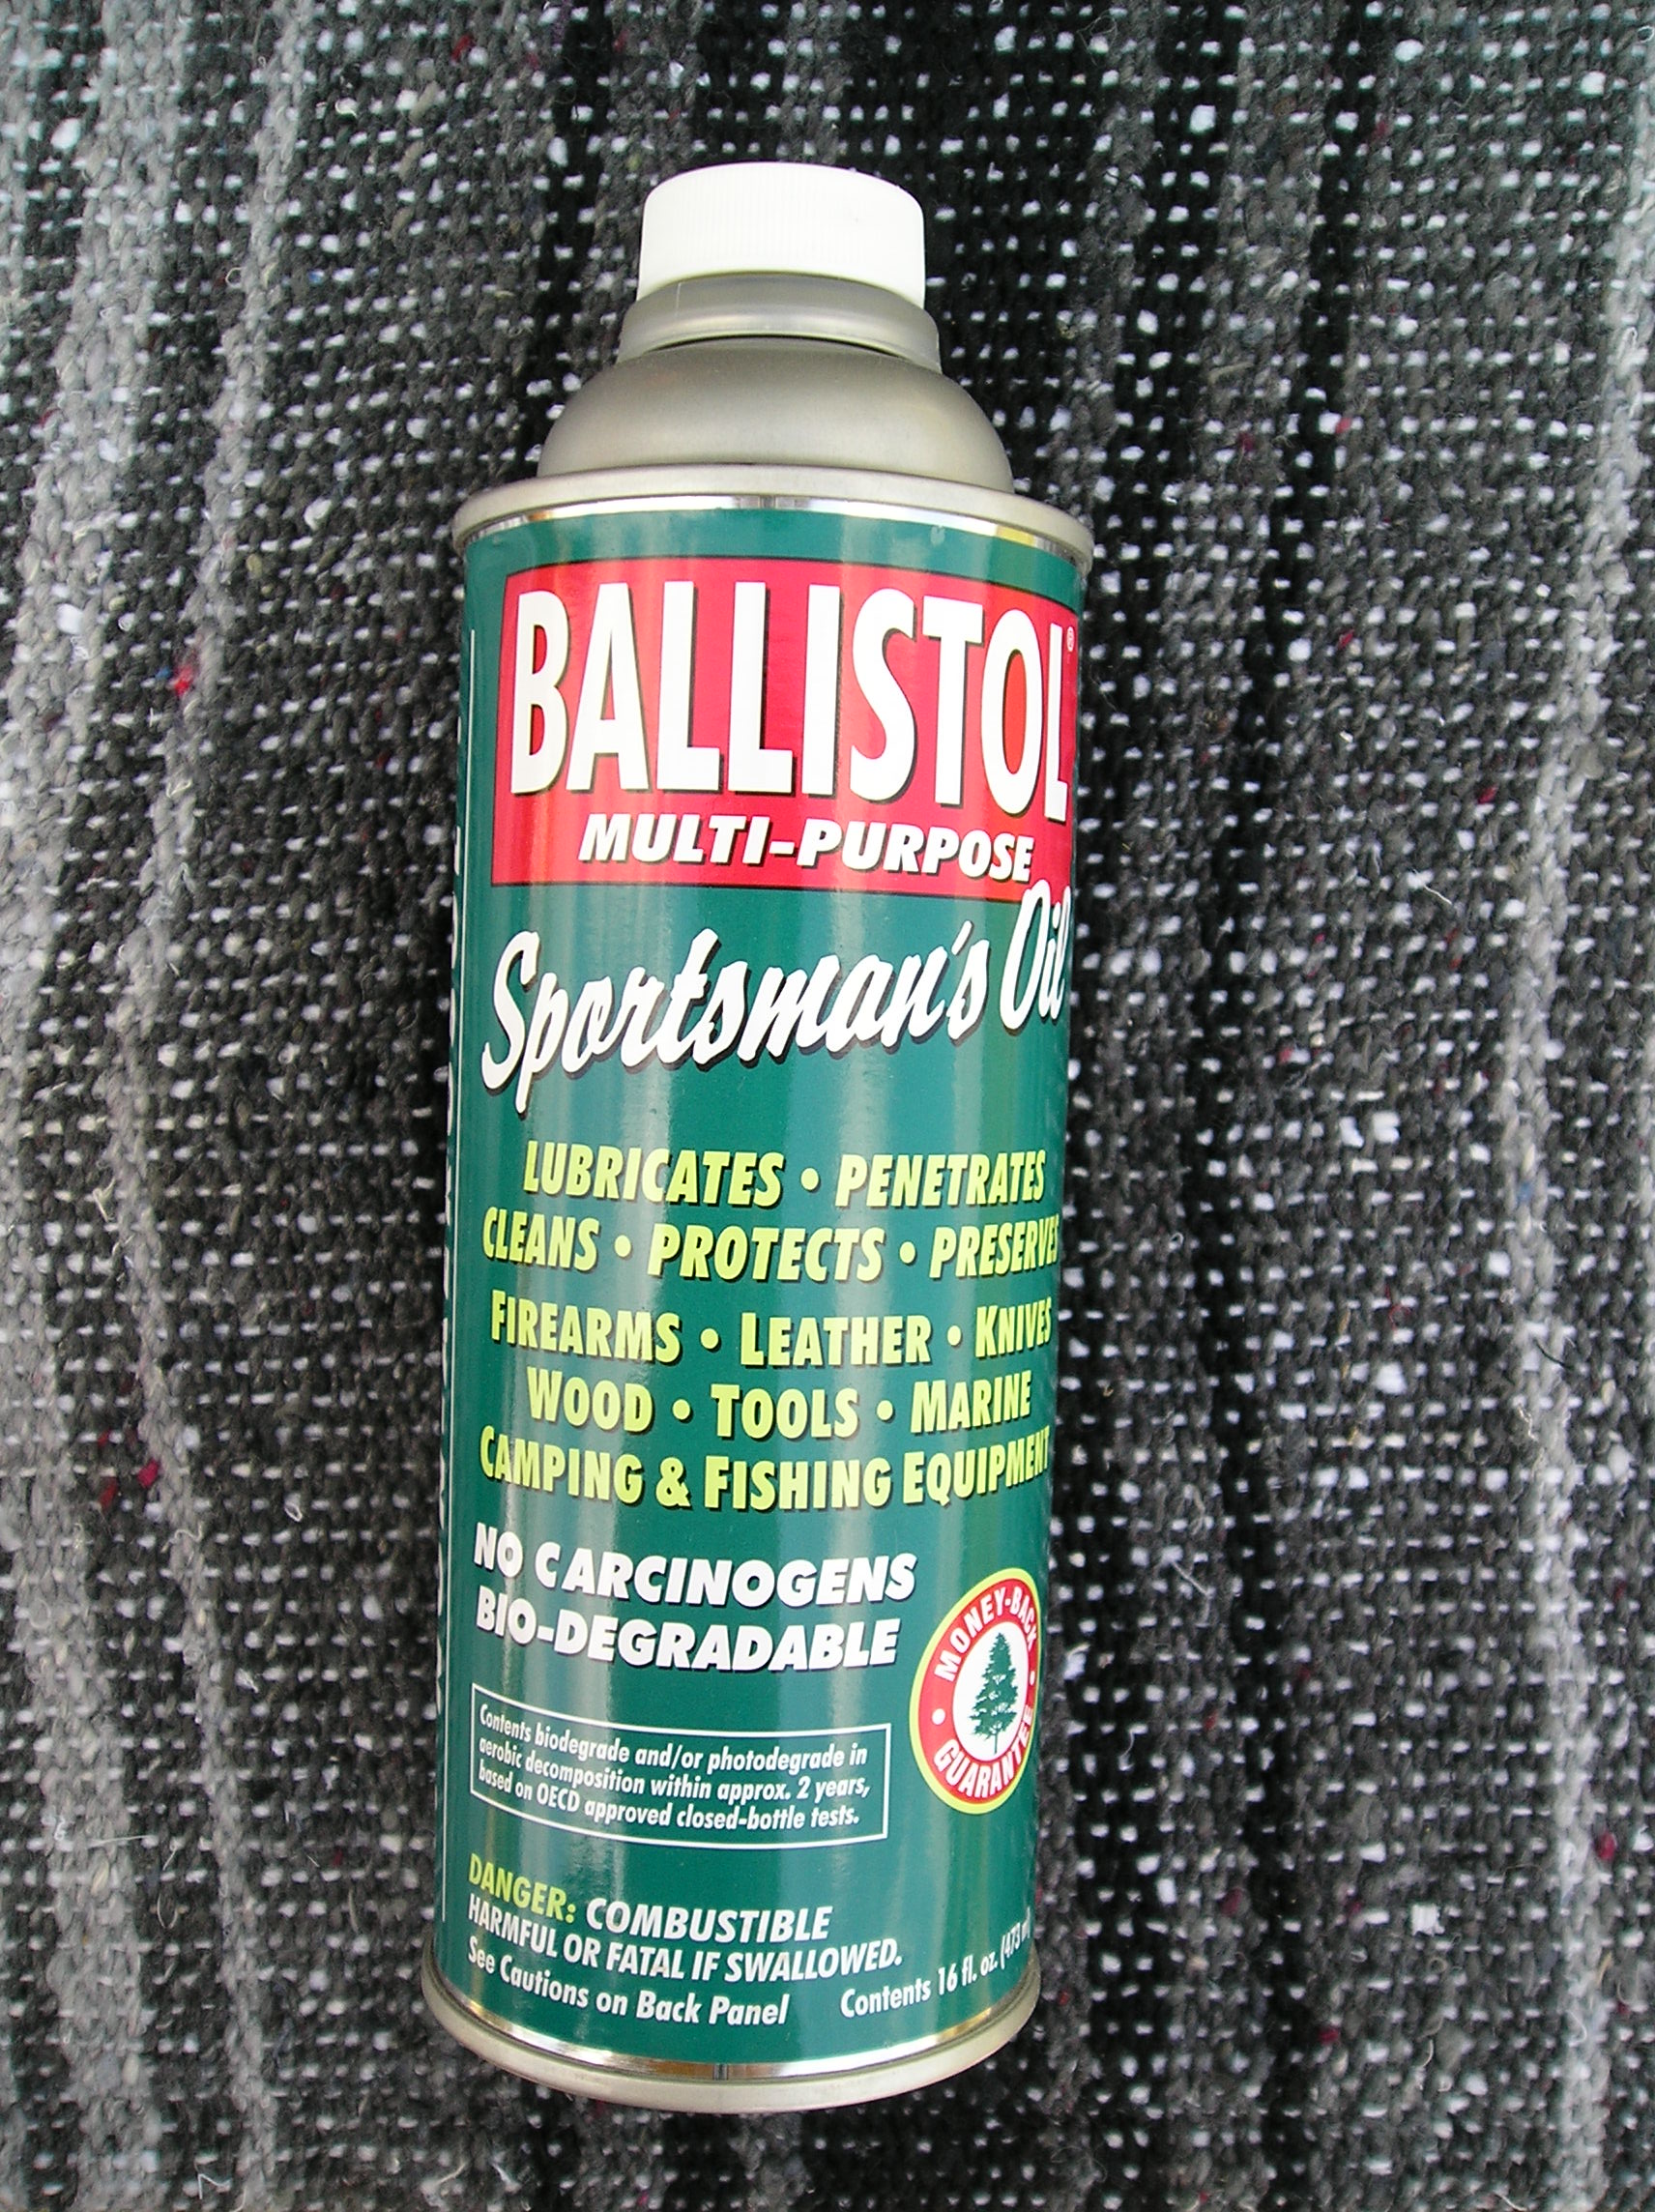 BALLISTOL®
MULTI-PURPOSE
Sportsman's Oil
LUBRICATES • PENETRATES
CLEANS • PROTECTS • PRESERVES
FIREARMS • LEATHER • KNIVES
WOOD • TOOLS • MARINE
CAMPING & FISHING EQUIPMENT
NO CARCINOGENS
BIO-DEGRADABLE
MONEY-BACK • GUARANTEE •
Contents biodegrade and/or photodegrade in
aerobic decomposition within approx. 2 years,
based on OECD approved closed-bottle tests.
DANGER: COMBUSTIBLE
HARMFUL OR FATAL IF SWALLOWED.
See Cautions on Back Panel
Contents 16 fl. oz. (473 ml)